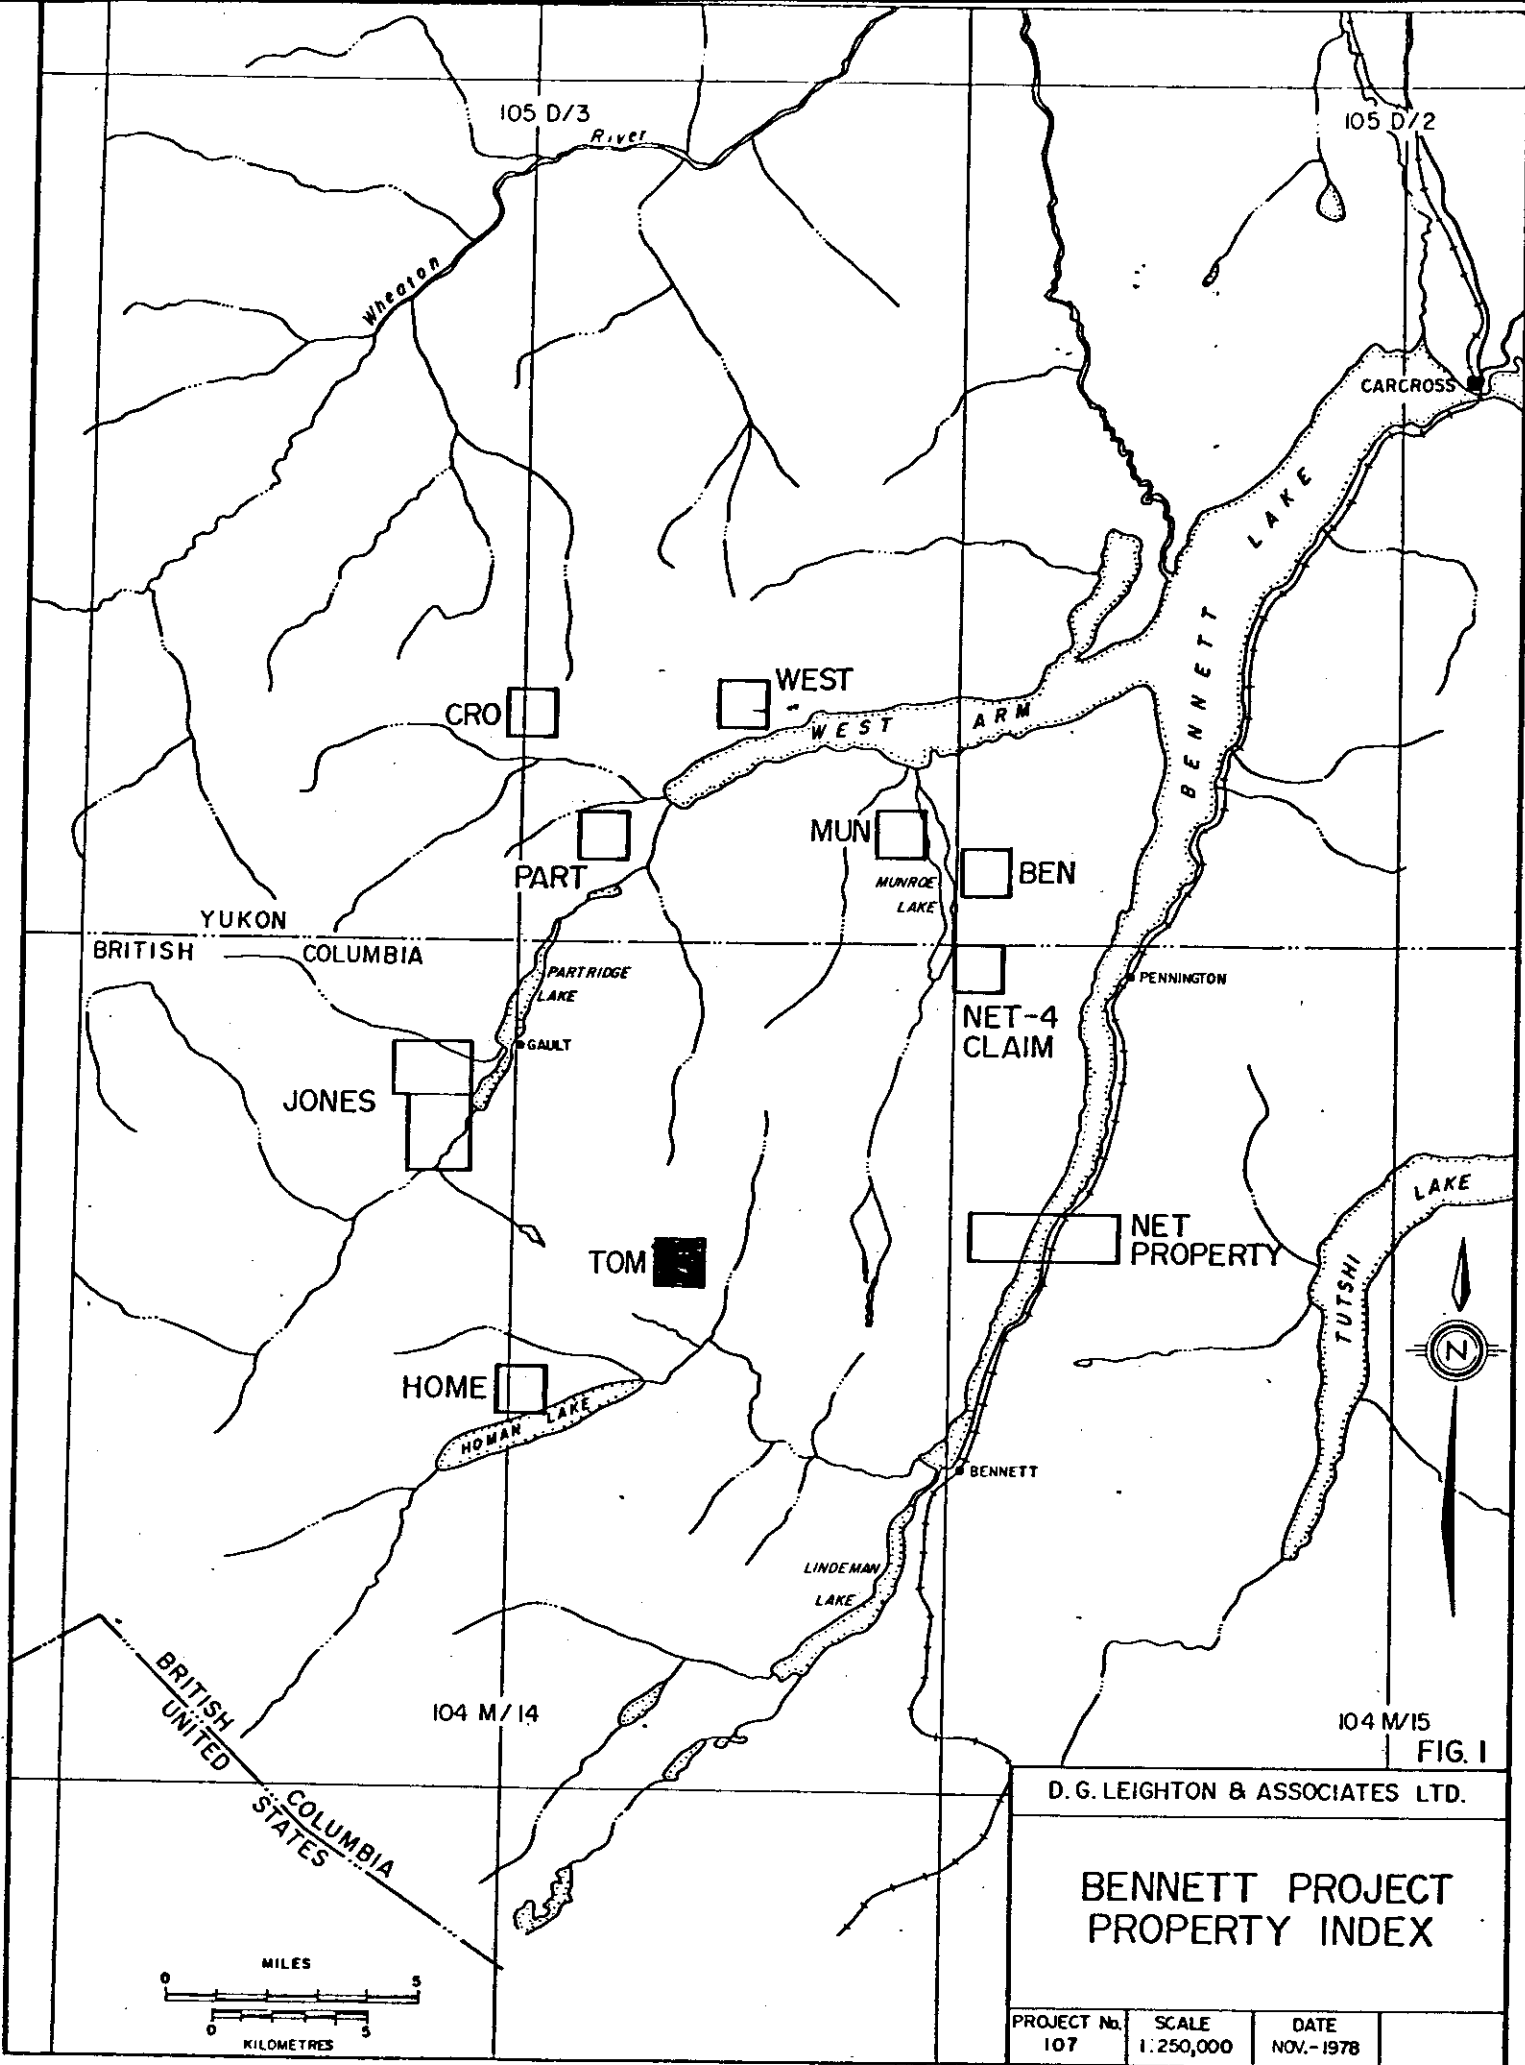 105 D/3
105 D/2
River
Wheaton
CARCROSS
BENNETT LAKE
WEST
CRO
WEST ARM
MUN
PART
BEN
MUNROE
LAKE
YUKON
BRITISH COLUMBIA
PARTRIDGE
LAKE
PENNINGTON
NET-4
CLAIM
GAULT
JONES
LAKE
TUTSHI
NET
PROPERTY
TOM
N
HOME
HOMAN LAKE
BENNETT
LINDEMAN
LAKE
BRITISH COLUMBIA
UNITED STATES
104 M/14
104 M/15
FIG. 1
D. G. LEIGHTON & ASSOCIATES LTD.
BENNETT PROJECT
PROPERTY INDEX
MILES
0 5
0 5
KILOMETRES
PROJECT No. SCALE DATE
107 1:250,000 NOV.-1978